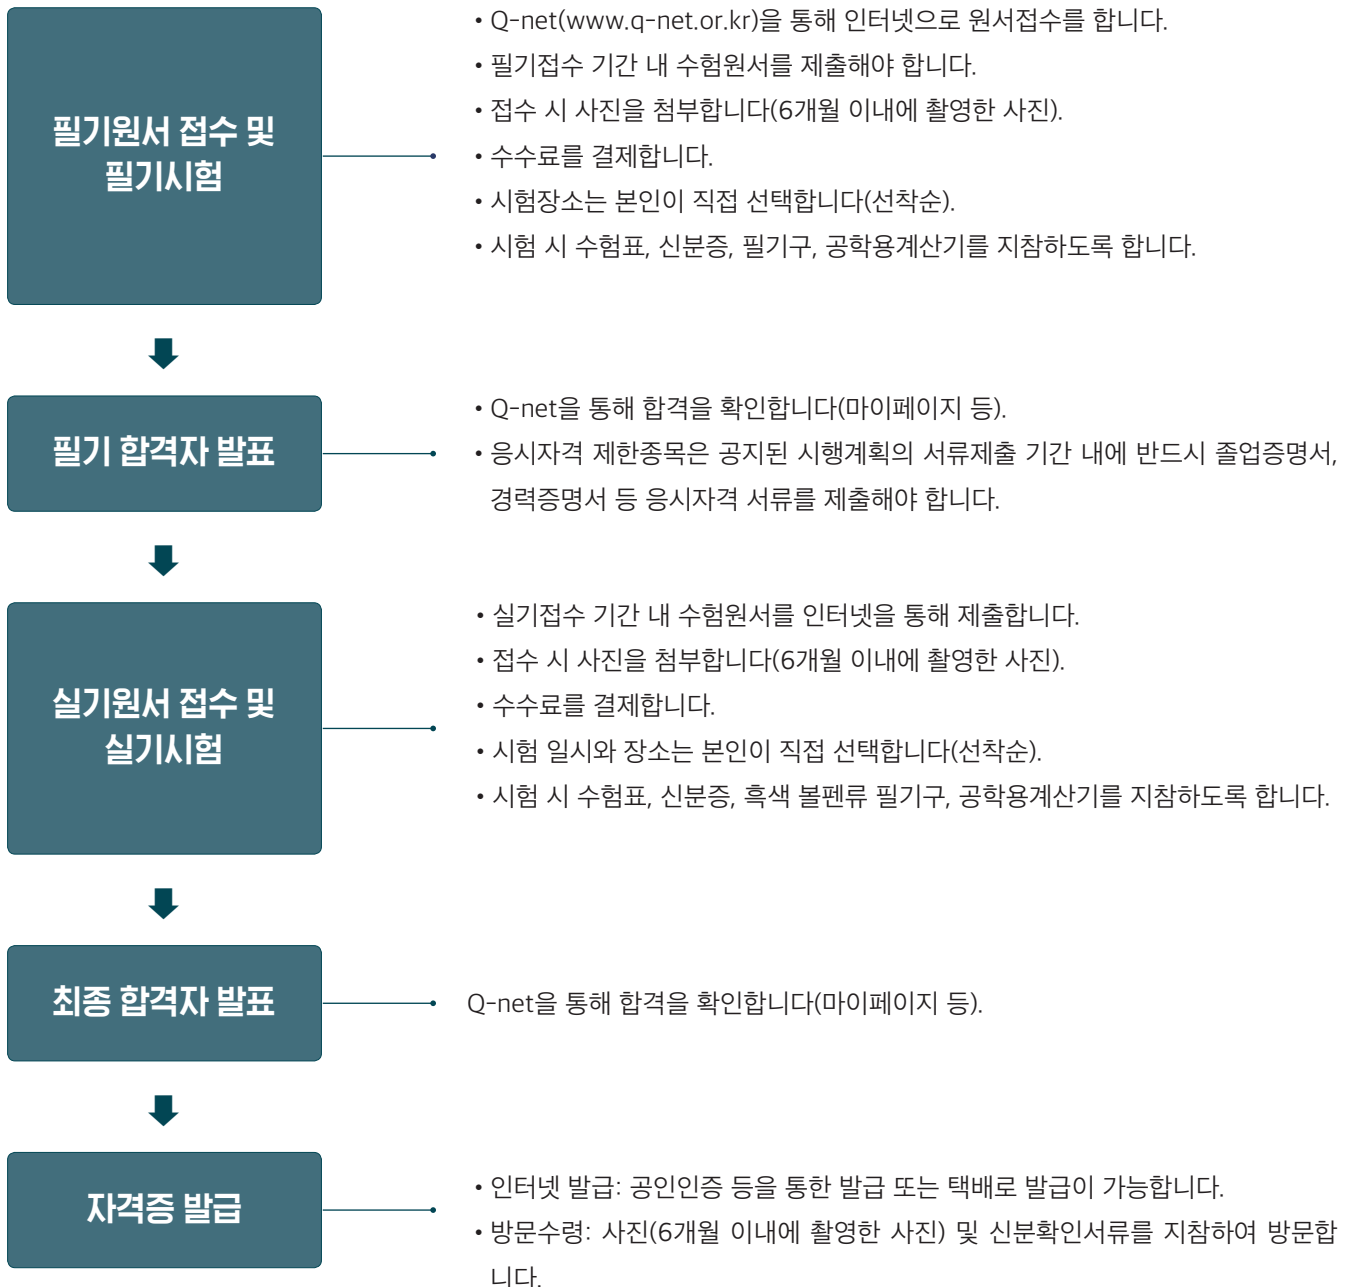 필기원서 접수 및
필기시험
• Q-net(www.q-net.or.kr)을 통해 인터넷으로 원서접수를 합니다.
• 필기접수 기간 내 수험원서를 제출해야 합니다.
• 접수 시 사진을 첨부합니다(6개월 이내에 촬영한 사진).
• 수수료를 결제합니다.
• 시험장소는 본인이 직접 선택합니다(선착순).
• 시험 시 수험표, 신분증, 필기구, 공학용계산기를 지참하도록 합니다.
필기 합격자 발표
• Q-net을 통해 합격을 확인합니다(마이페이지 등).
• 응시자격 제한종목은 공지된 시행계획의 서류제출 기간 내에 반드시 졸업증명서,
경력증명서 등 응시자격 서류를 제출해야 합니다.
실기원서 접수 및
실기시험
• 실기접수 기간 내 수험원서를 인터넷을 통해 제출합니다.
• 접수 시 사진을 첨부합니다(6개월 이내에 촬영한 사진).
• 수수료를 결제합니다.
• 시험 일시와 장소는 본인이 직접 선택합니다(선착순).
• 시험 시 수험표, 신분증, 흑색 볼펜류 필기구, 공학용계산기를 지참하도록 합니다.
최종 합격자 발표
Q-net을 통해 합격을 확인합니다(마이페이지 등).
자격증 발급
• 인터넷 발급: 공인인증 등을 통한 발급 또는 택배로 발급이 가능합니다.
• 방문수령: 사진(6개월 이내에 촬영한 사진) 및 신분확인서류를 지참하여 방문합
니다.